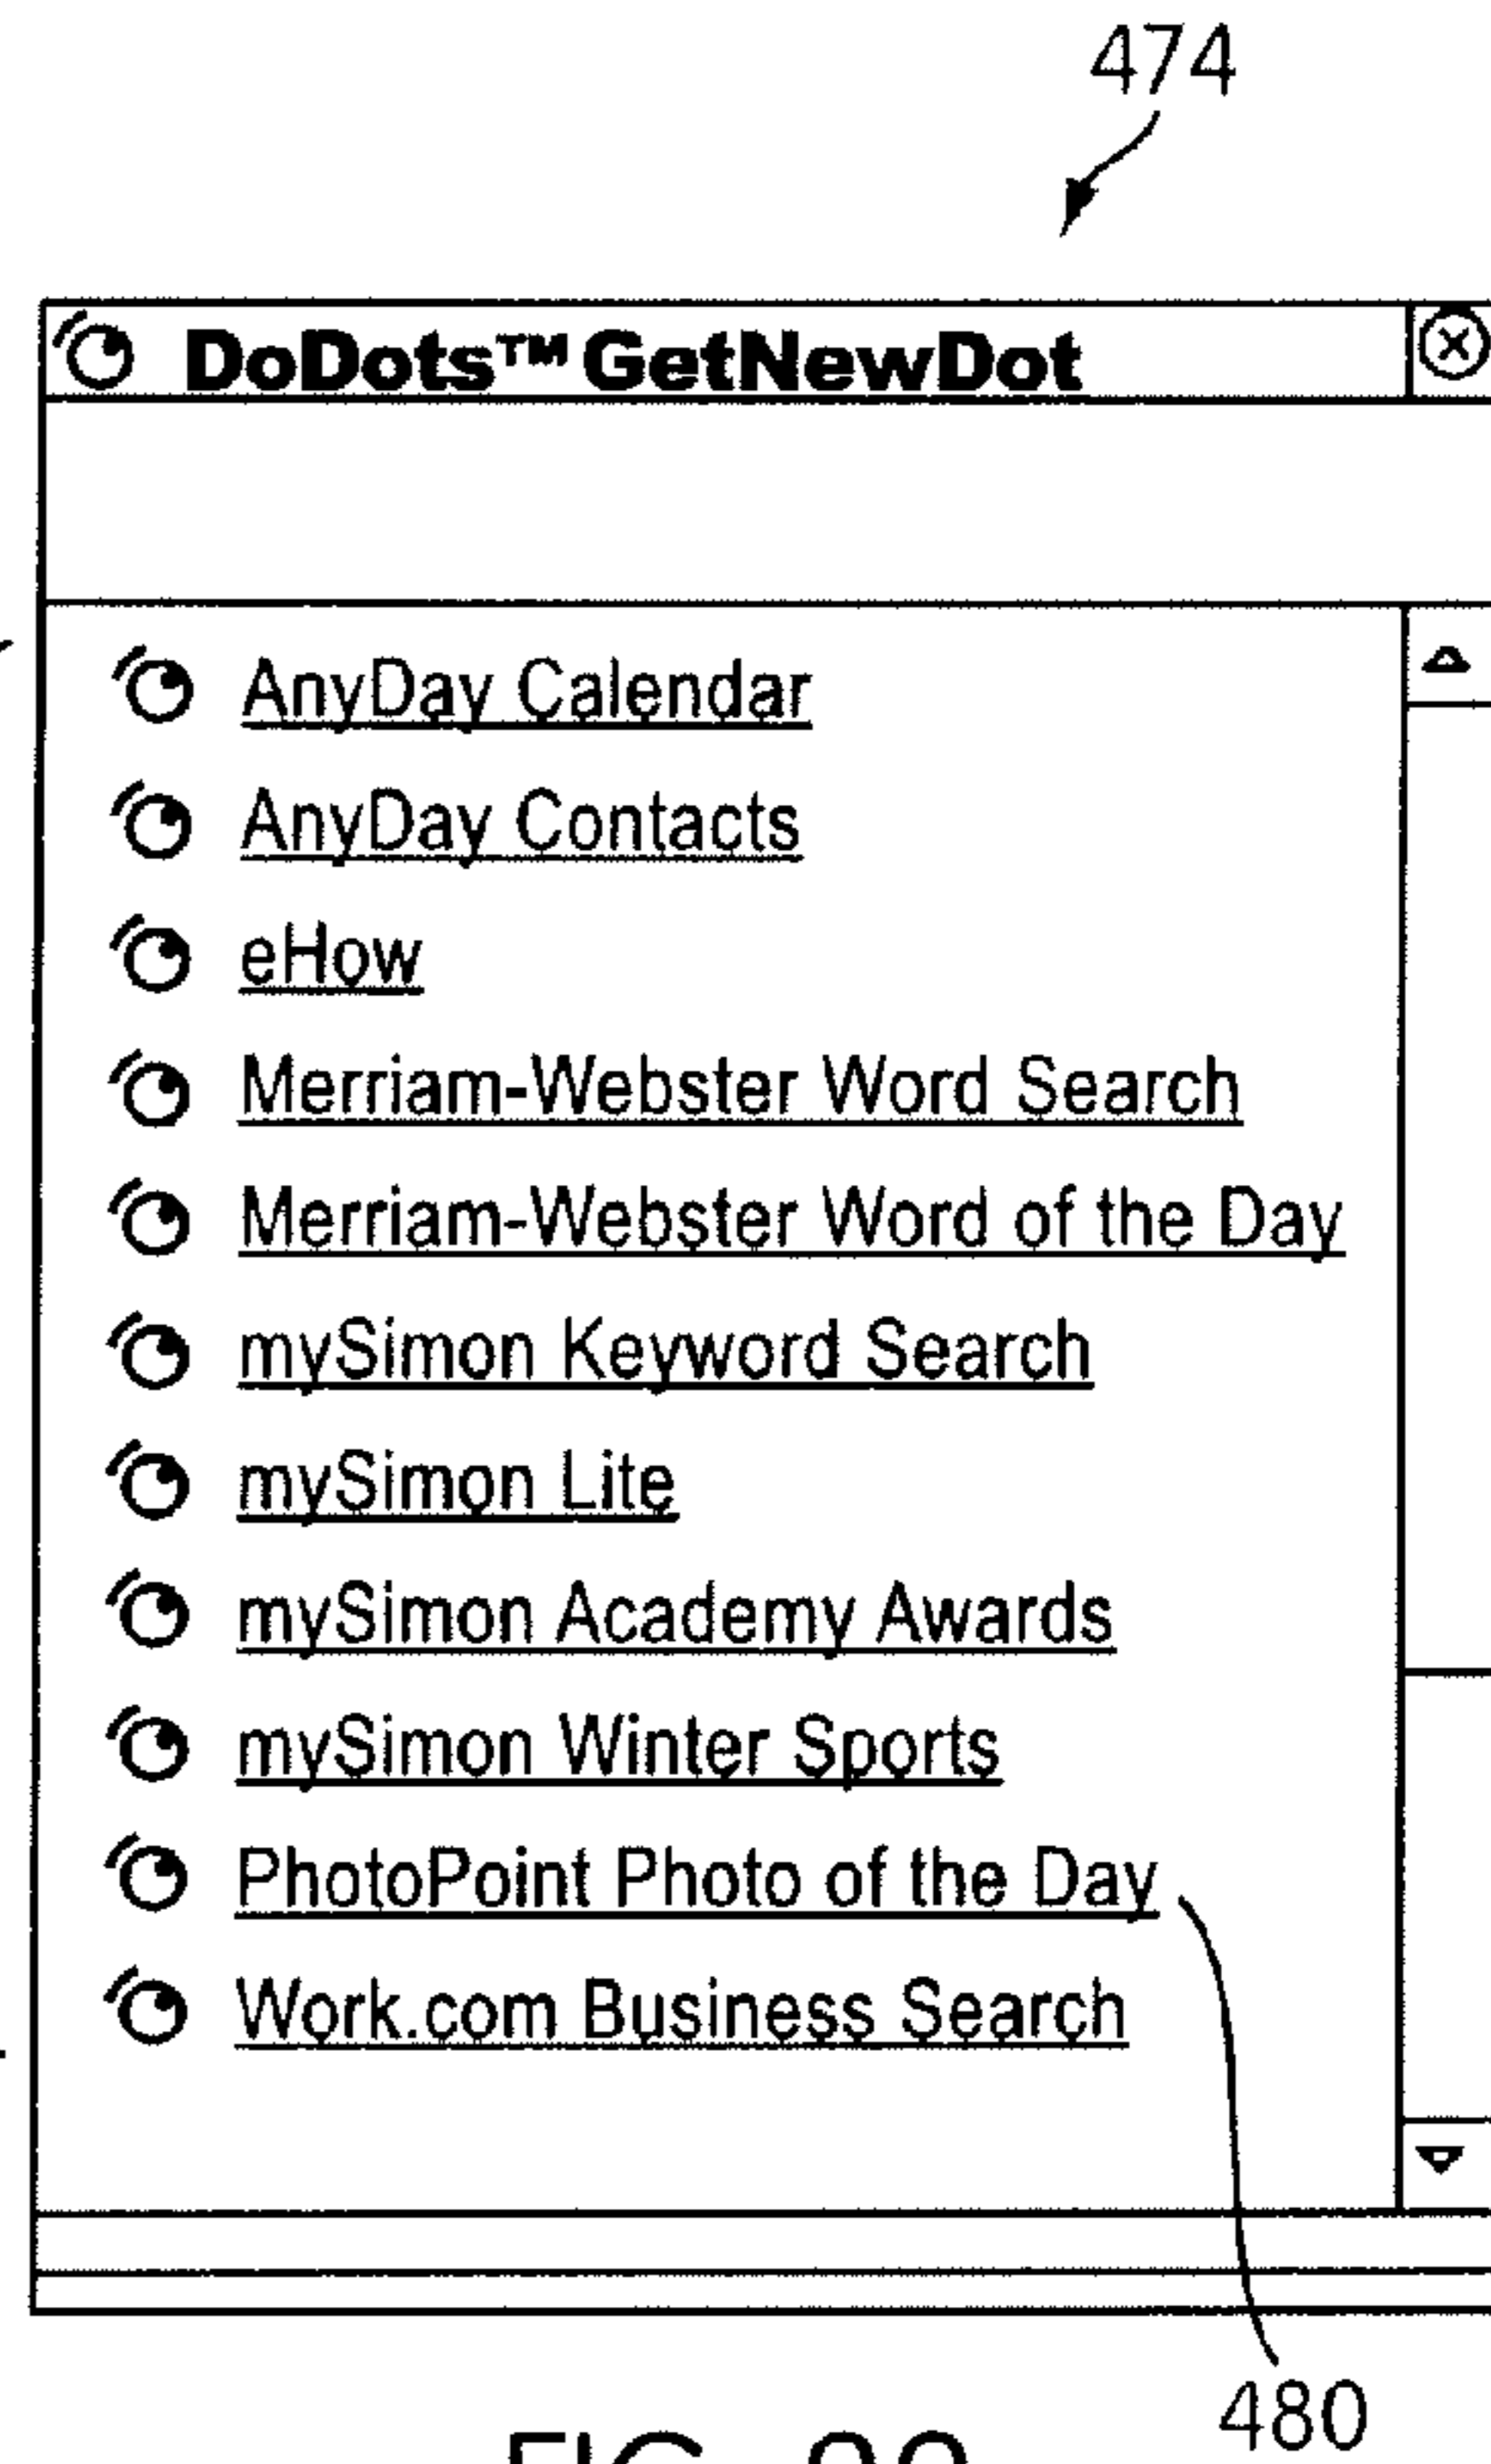 474
DoDots™ GetNewDot
AnyDay Calendar
AnyDay Contacts
eHow
Merriam-Webster Word Search
Merriam-Webster Word of the Day
mySimon Keyword Search
mySimon Lite
mySimon Academy Awards
mySimon Winter Sports
PhotoPoint Photo of the Day
Work.com Business Search
480
FIG.